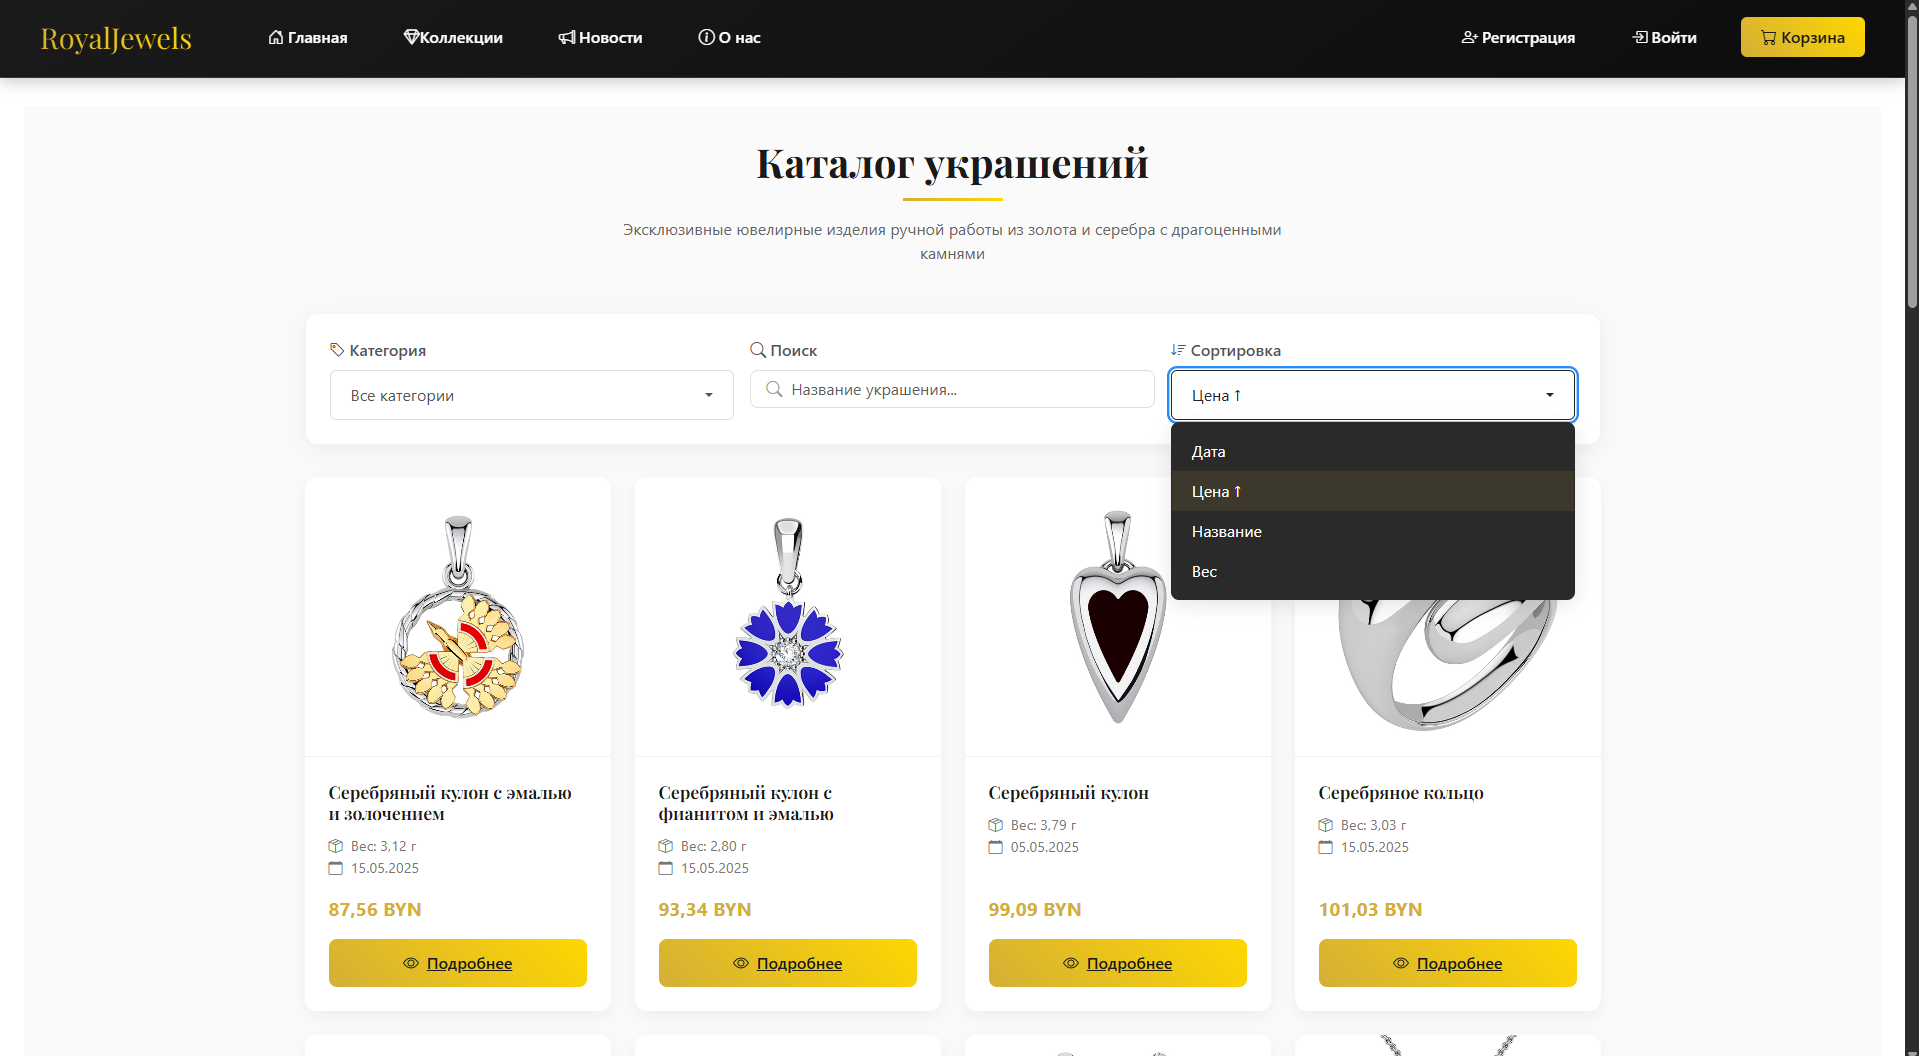 RoyalJewels
Главная
Коллекции
Новости
О нас
Регистрация
Войти
Корзина
Каталог украшений
Эксклюзивные ювелирные изделия ручной работы из золота и серебра с драгоценными
камнями
Категория
Поиск
Сортировка
Все категории
Название украшения...
Цена ↑
Дата
Цена ↑
Название
Вес
Серебряный кулон с эмалью
и золочением
Вес: 3,12 г
15.05.2025
87,56 BYN
Подробнее
Серебряный кулон с
фианитом и эмалью
Вес: 2,80 г
15.05.2025
93,34 BYN
Подробнее
Серебряный кулон
Вес: 3,79 г
05.05.2025
99,09 BYN
Подробнее
Серебряное кольцо
Вес: 3,03 г
15.05.2025
101,03 BYN
Подробнее